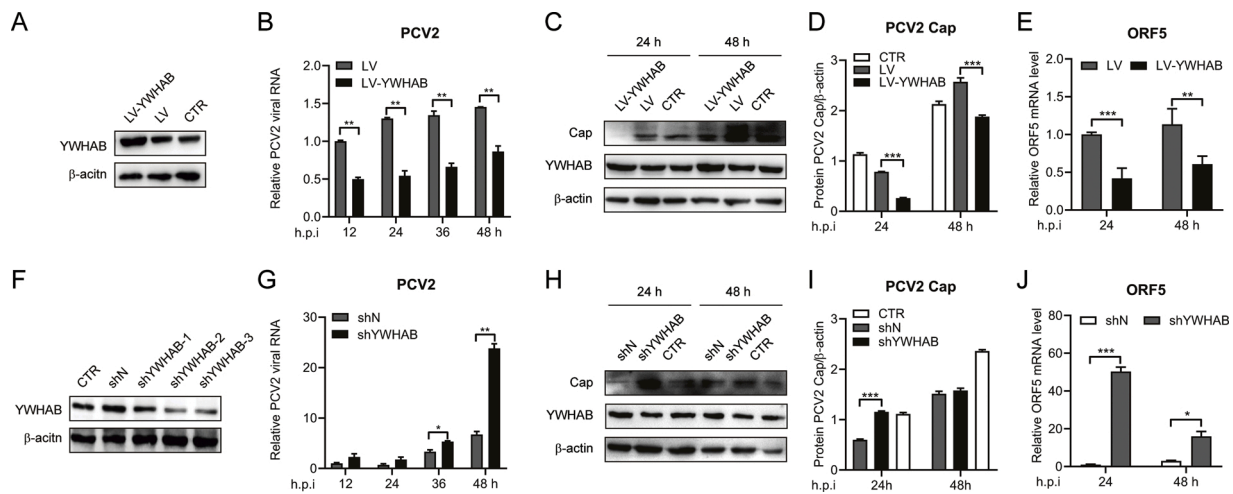 A
LV-YWHAB
LV
CTR
YWHAB
β-acitn
B
PCV2
LV
LV-YWHAB
Relative PCV2 viral RNA
2.0
1.5
1.0
0.5
0.0
** ** ** **
h.p.i 12 24 36 48 h
C
24 h 48 h
LV-YWHAB LV CTR LV-YWHAB LV CTR
Cap
YWHAB
β-actin
D
PCV2 Cap
CTR
LV
LV-YWHAB
Protein PCV2 Cap/β-actin
4
3
2
1
0
*** ***
h.p.i 24 48 h
E
ORF5
LV LV-YWHAB
Relative ORF5 mRNA level
2.0
1.5
1.0
0.5
0.0
*** **
h.p.i 24 48 h
F
CTR shN shYWHAB-1 shYWHAB-2 shYWHAB-3
YWHAB
β-acitn
G
PCV2
shN
shYWHAB
Relative PCV2 viral RNA
30
20
10
0
* **
h.p.i 12 24 36 48 h
H
24 h 48 h
shN shYWHAB CTR shN shYWHAB CTR
Cap
YWHAB
β-actin
I
PCV2 Cap
CTR
shN
shYWHAB
Protein PCV2 Cap/β-actin
3
2
1
0
***
h.p.i 24h 48h
J
ORF5
shN shYWHAB
Relative ORF5 mRNA level
80
60
40
20
0
*** *
h.p.i 24 48 h